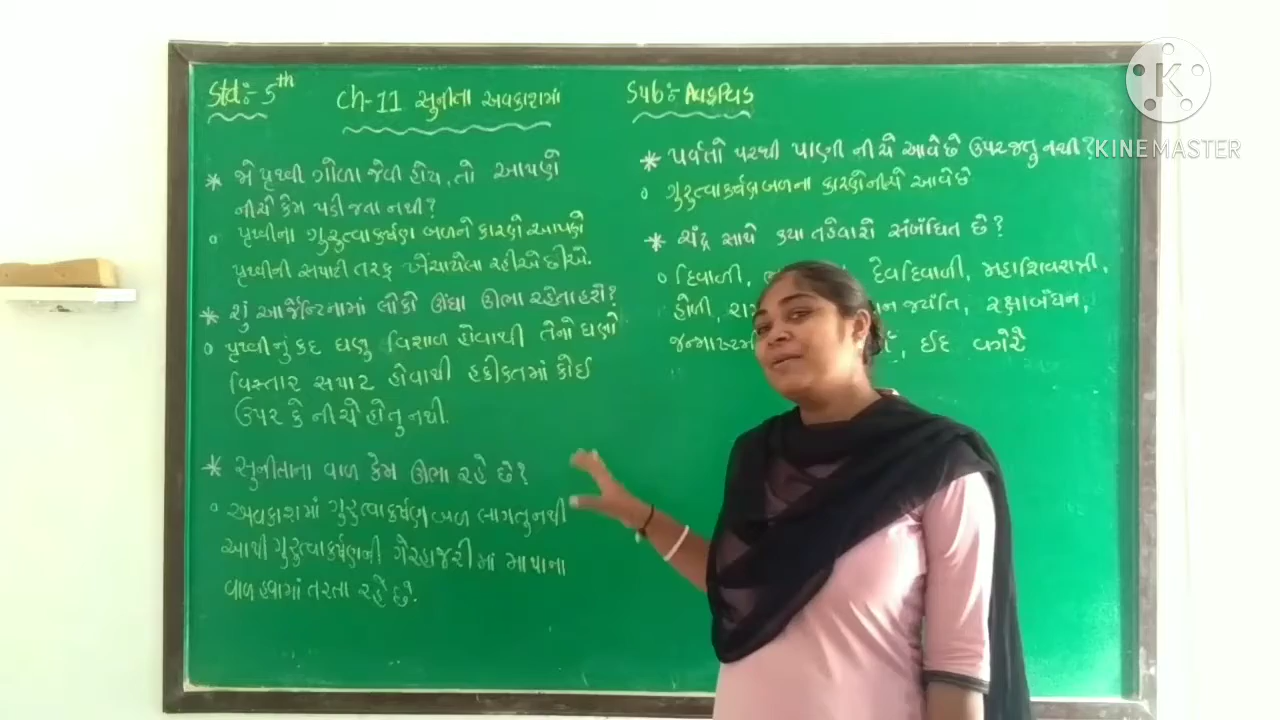 Std:- 5th
Ch-11 સુનીતા અવકાશમાં
Sub:-
* જો પૃથ્વી ગોળા જેવી હોય, તો આપણે
નીચે કેમ પડી જતા નથી?
૦ પૃથ્વીના ગુરુત્વાકર્ષણ બળને કારણે આપણે
પૃથ્વીની સપાટી તરફ ખેંચાયેલા રહીએ છીએ.
* શું આર્જેન્ટિનામાં લોકો ઊંધા ઊભા રહેતા હશે?
૦ પૃથ્વીનું કદ ઘણુ વિશાળ હોવાથી તેનો ઘણો
વિસ્તાર સપાટ હોવાથી હકીકતમાં કોઈ
ઉપર કે નીચે હોતુ નથી.
* સુનીતાના વાળ કેમ ઊભા રહે છે?
૦ અવકાશમાં ગુરુત્વાકર્ષણ બળ લાગતુ નથી
આથી ગુરુત્વાકર્ષણની ગેરહાજરીમાં માથાના
વાળ હવામાં તરતા રહે છે.
* પર્વતો પરથી પાણી નીચે આવે છે ઉપર જતુ નથી?
૦ ગુરુત્વાકર્ષણ બળના કારણે નીચે આવે છે
* ચંદ્ર સાથે કયા તહેવારો સંબંધિત છે?
૦ દિવાળી, દેવદિવાળી, મહાશિવરાત્રી,
હોળી, જયંતિ, રક્ષાબંધન,
ઈદ વગેરે
K
KINEMASTER